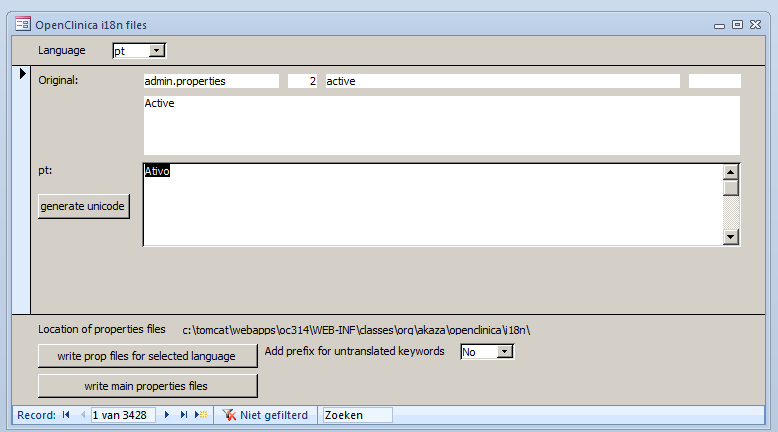 OpenClinica i18n files
Language pt
Original: admin.properties 2 active
Active
pt: Ativo
generate unicode
Location of properties files c:\tomcat\webapps\oc314\WEB-INF\classes\org\akaza\openclinica\i18n\
write prop files for selected language Add prefix for untranslated keywords No
write main properties files
Record: 1 van 3428 Niet gefilterd Zoeken